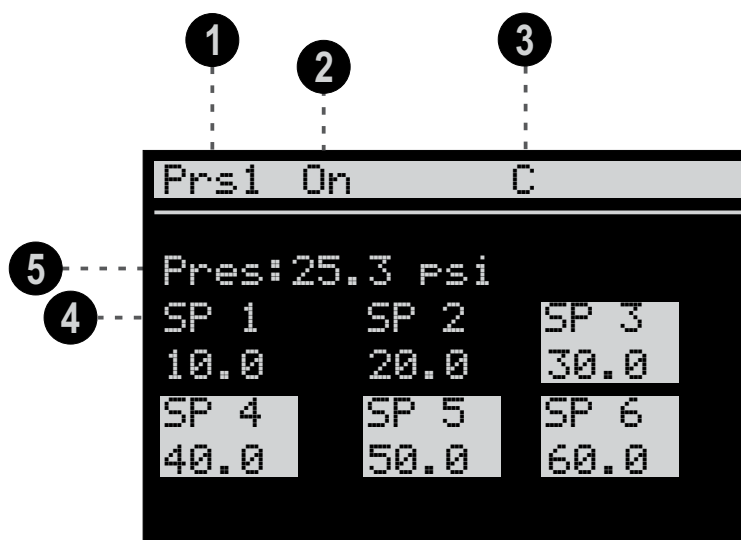 1 2 3
Prs1 On C
5 Pres:25.3 psi
4 SP 1 SP 2 SP 3
10.0 20.0 30.0
SP 4 SP 5 SP 6
40.0 50.0 60.0